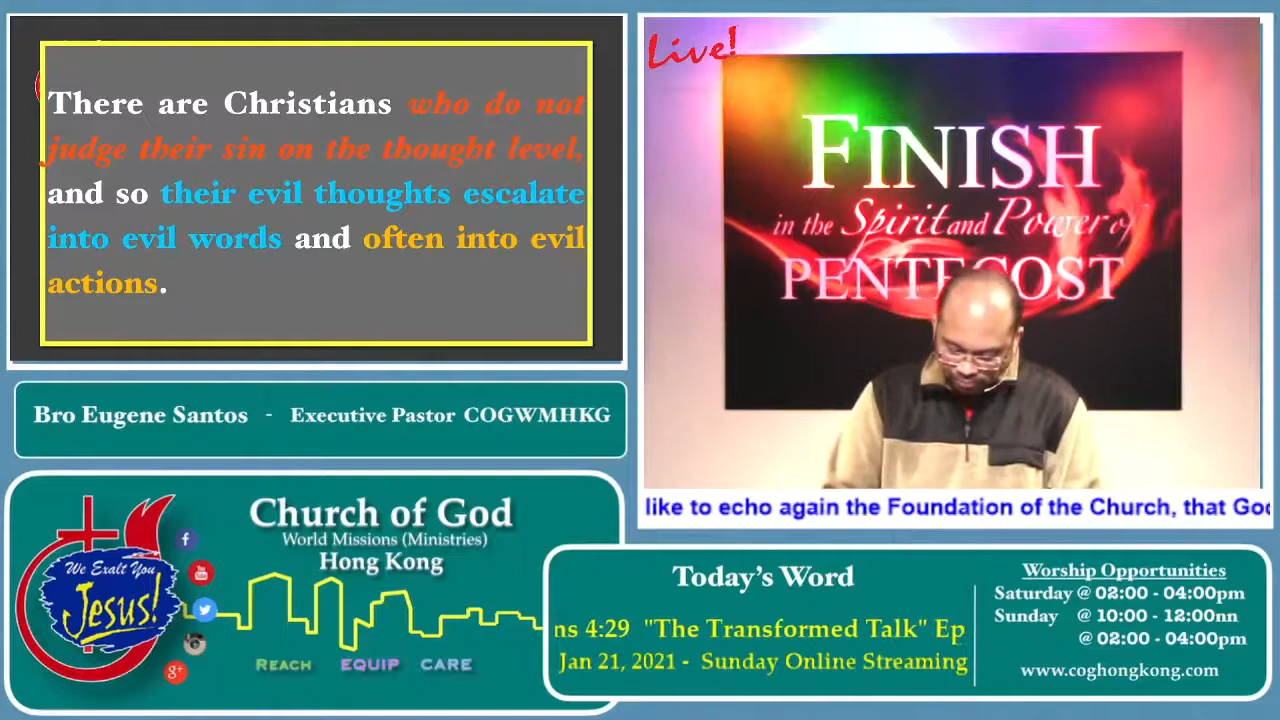 There are Christians who do not
judge their sin on the thought level,
and so their evil thoughts escalate
into evil words and often into evil
actions.
Live!
FINISH
in the Spirit and Power of
PENTECOST
like to echo again the Foundation of the Church, that God
Bro Eugene Santos - Executive Pastor COGWMHKG
Church of God
World Missions (Ministries)
Hong Kong
We Exalt You
Jesus!
f
You
REACH EQUIP CARE
g+
Today's Word
ns 4:29 "The Transformed Talk" Ep
Jan 21, 2021 - Sunday Online Streaming
Worship Opportunities
Saturday @ 02:00 - 04:00pm
Sunday @ 10:00 - 12:00nn
@ 02:00 - 04:00pm
www.coghongkong.com